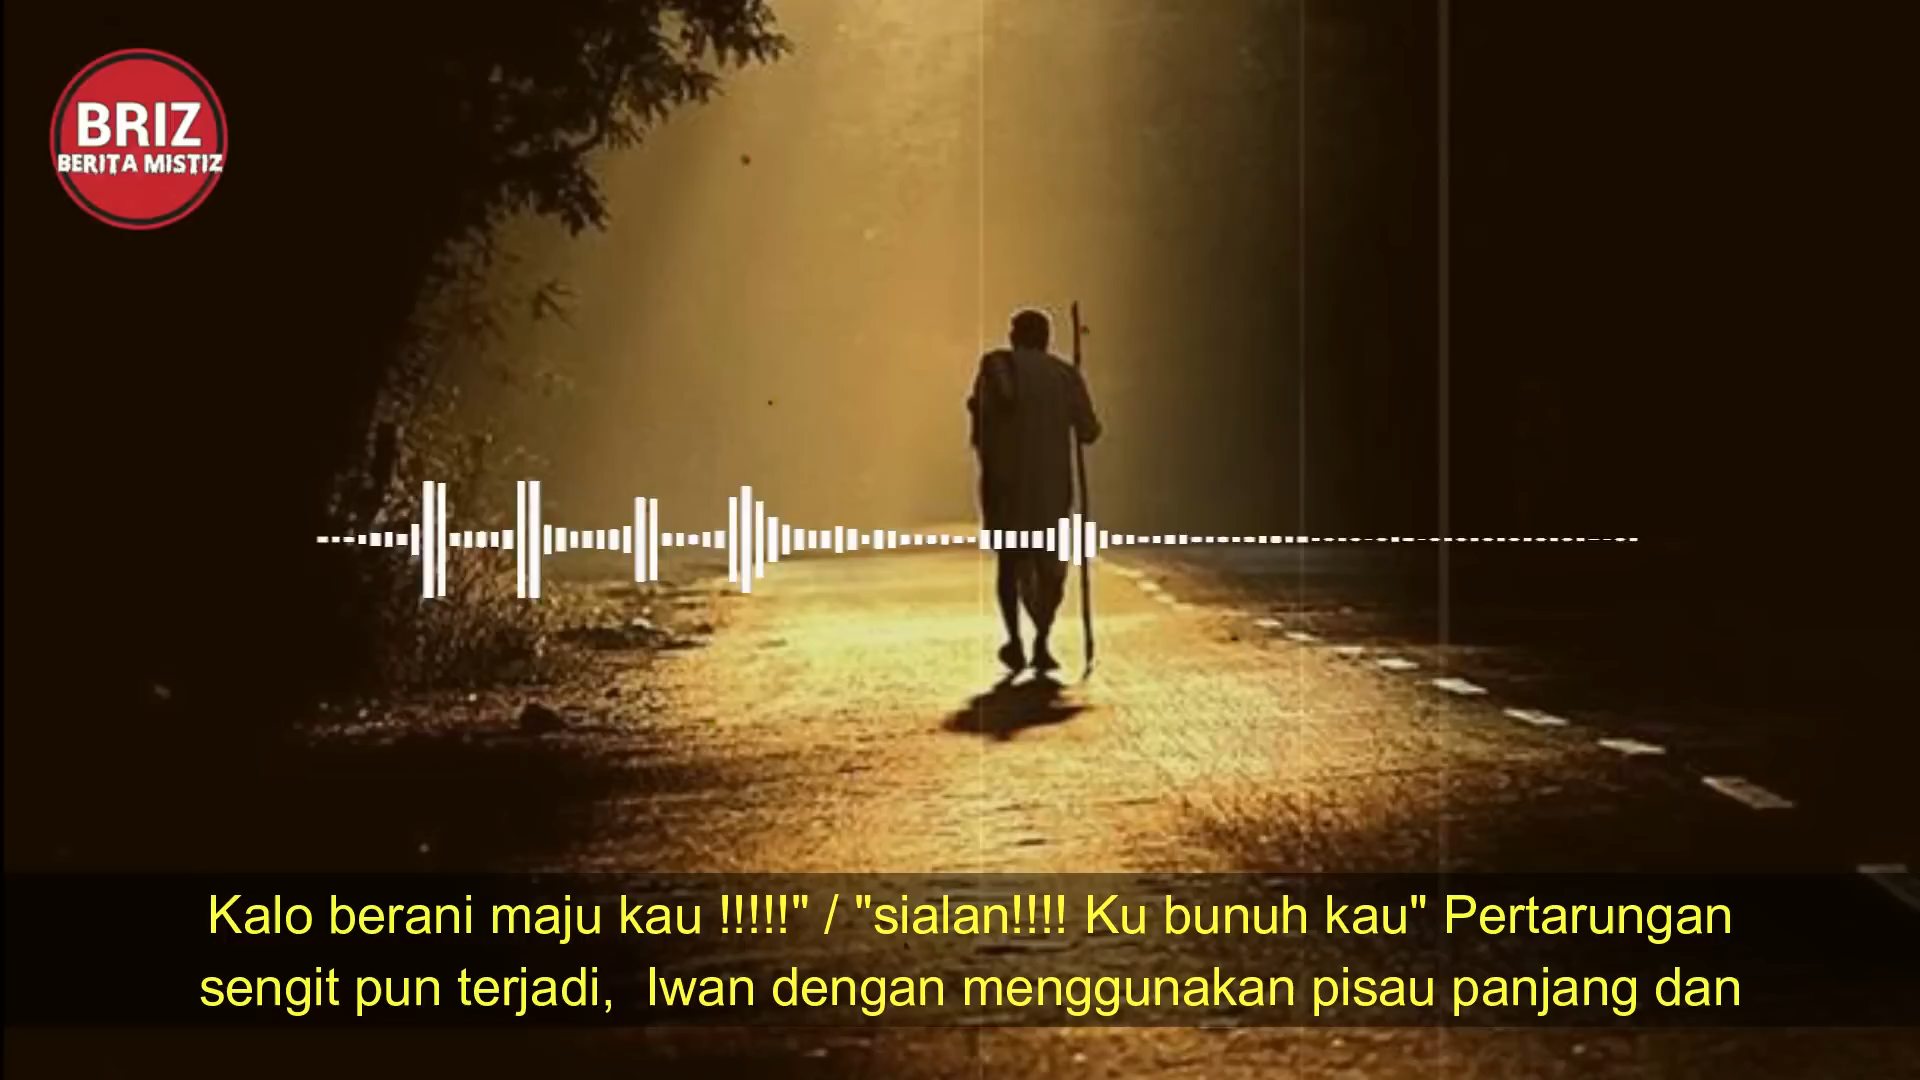 BRIZ
BERITA MISTIZ
Kalo berani maju kau !!!!!" / "sialan!!!! Ku bunuh kau" Pertarungan
sengit pun terjadi,  Iwan dengan menggunakan pisau panjang dan